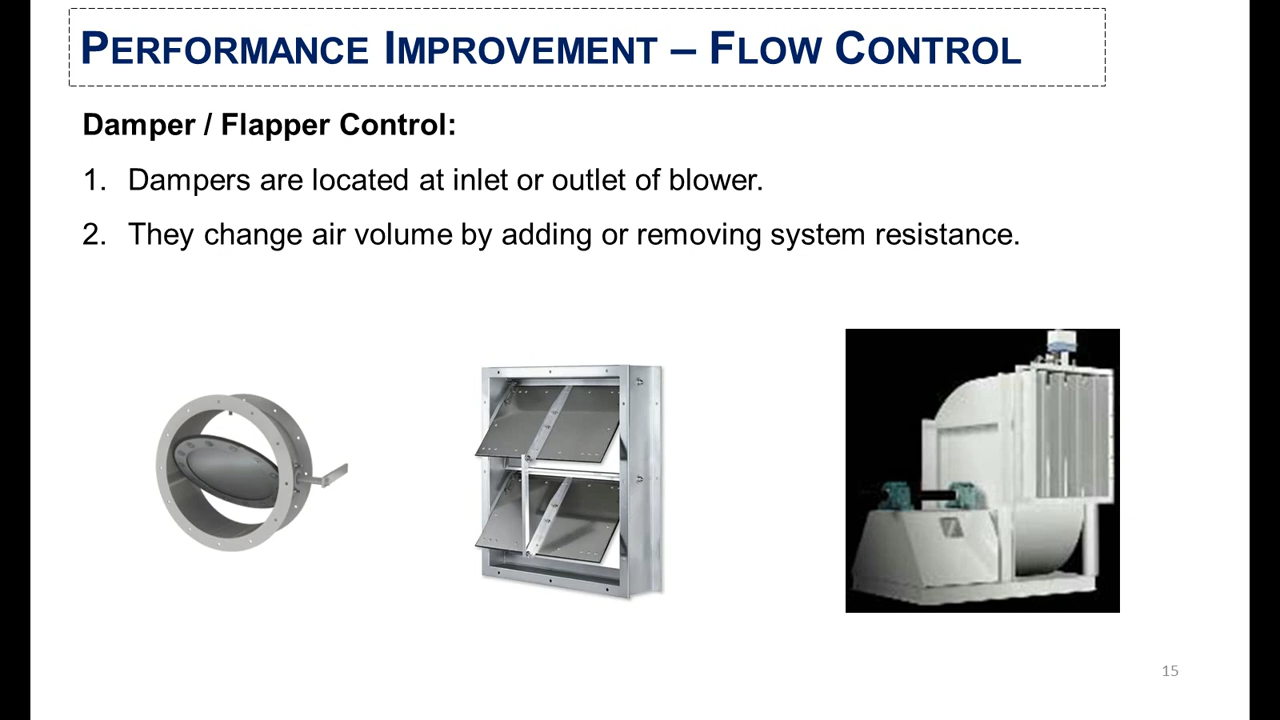 PERFORMANCE IMPROVEMENT – FLOW CONTROL
Damper / Flapper Control:
1. Dampers are located at inlet or outlet of blower.
2. They change air volume by adding or removing system resistance.
15